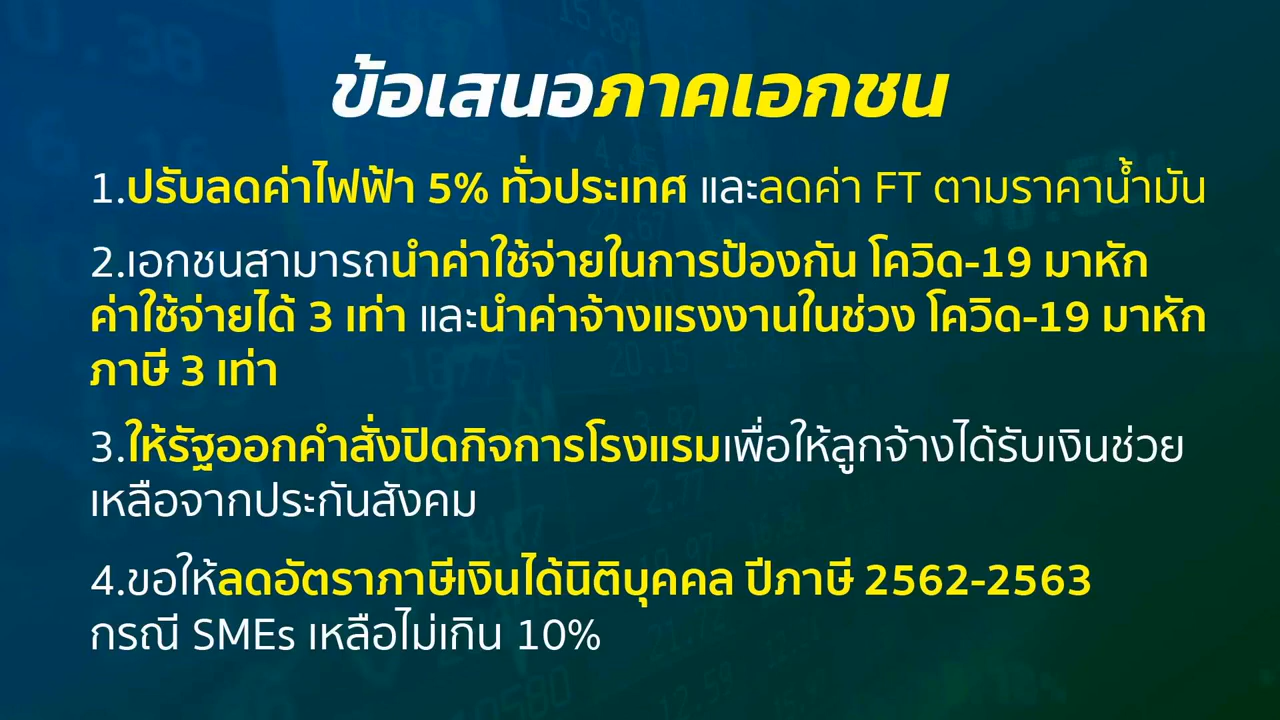 ข้อเสนอภาคเอกชน
1.ปรับลดค่าไฟฟ้า 5% ทั่วประเทศ และลดค่า FT ตามราคาน้ำมัน
2.เอกชนสามารถนำค่าใช้จ่ายในการป้องกัน โควิด-19 มาหัก
ค่าใช้จ่ายได้ 3 เท่า และนำค่าจ้างแรงงานในช่วง โควิด-19 มาหัก
ภาษี 3 เท่า
3.ให้รัฐออกคำสั่งปิดกิจการโรงแรมเพื่อให้ลูกจ้างได้รับเงินช่วย
เหลือจากประกันสังคม
4.ขอให้ลดอัตราภาษีเงินได้นิติบุคคล ปีภาษี 2562-2563
กรณี SMEs เหลือไม่เกิน 10%